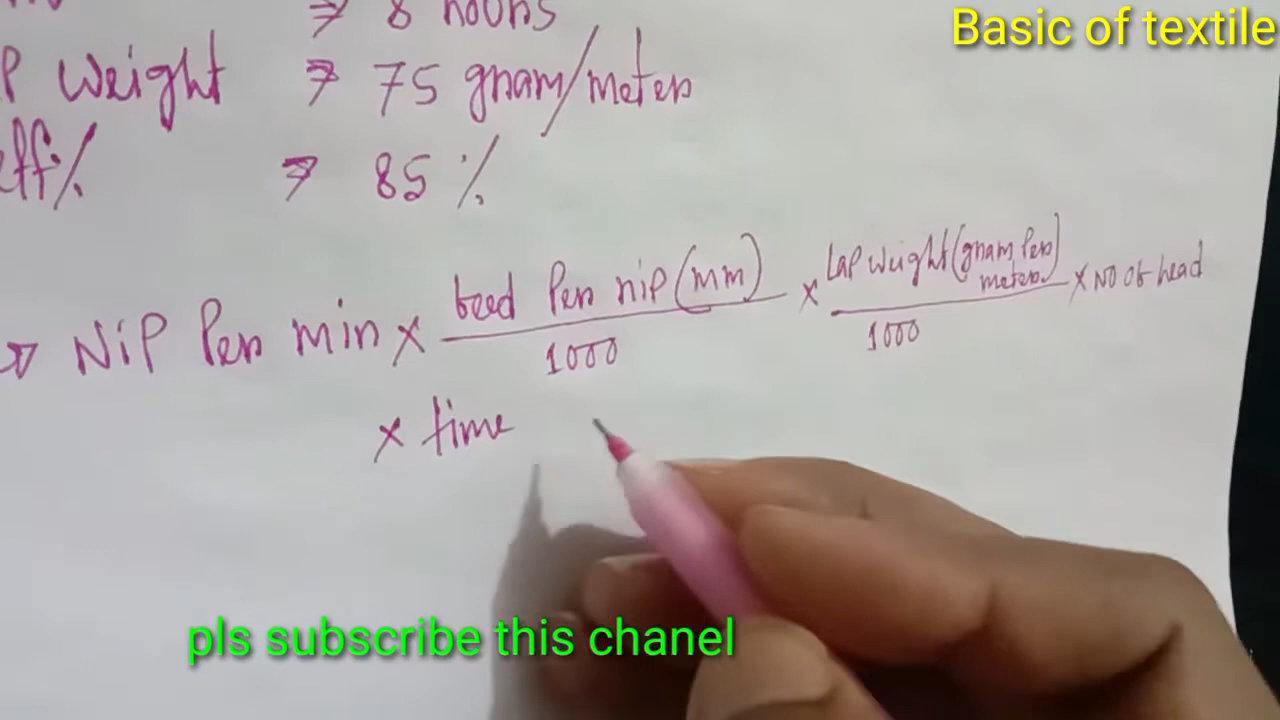 Basic of textile
⇒ 8 hours
P Weight ⇒ 75 gram/meter
eff% ⇒ 85 %
⇒ NiP Per min × feed Per nip (mm) / 1000 × Lap weight (gram Per meter) / 1000 × No of head
× time
pls subscribe this chanel